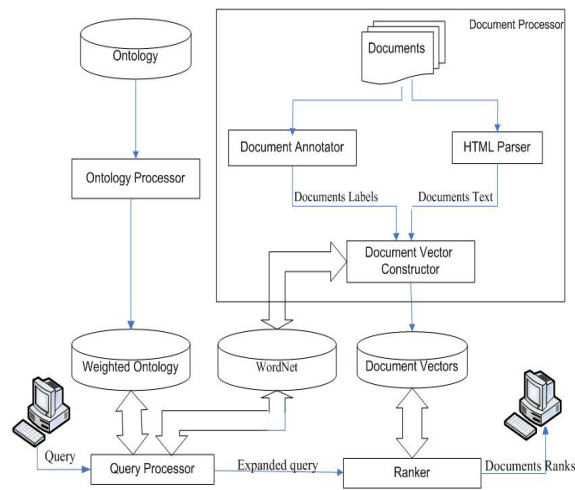 Document Processor
Ontology
Documents
Document Annotator
HTML Parser
Ontology Processor
Documents Labels
Documents Text
Document Vector
Constructor
Weighted Ontology
WordNet
Document Vectors
Query
Query Processor
Expanded query
Ranker
Documents Ranks